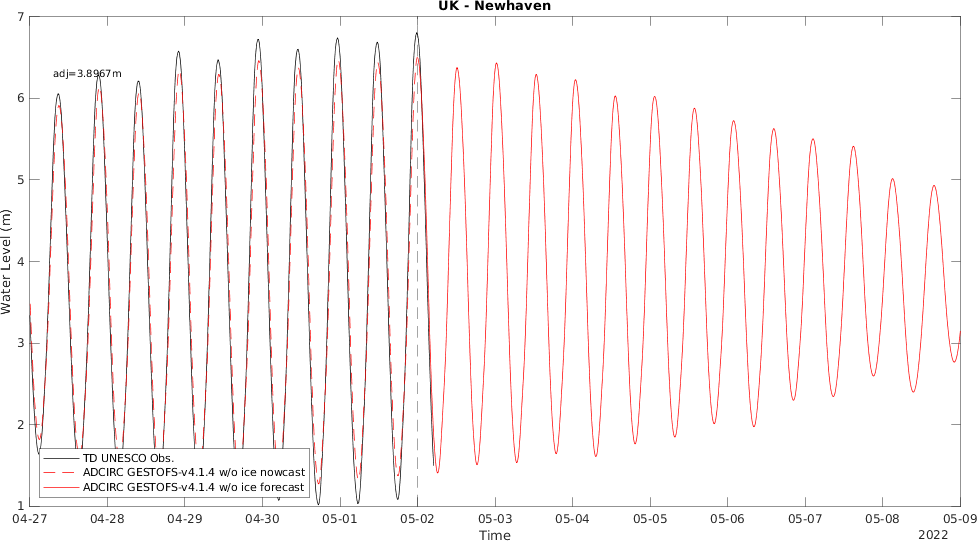 UK - Newhaven
7
adj=3.8967m
6
5
4
3
2
1
Water Level (m)
TD UNESCO Obs.
ADCIRC GESTOFS-v4.1.4 w/o ice nowcast
ADCIRC GESTOFS-v4.1.4 w/o ice forecast
04-27 04-28 04-29 04-30 05-01 05-02 05-03 05-04 05-05 05-06 05-07 05-08 05-09
Time
2022